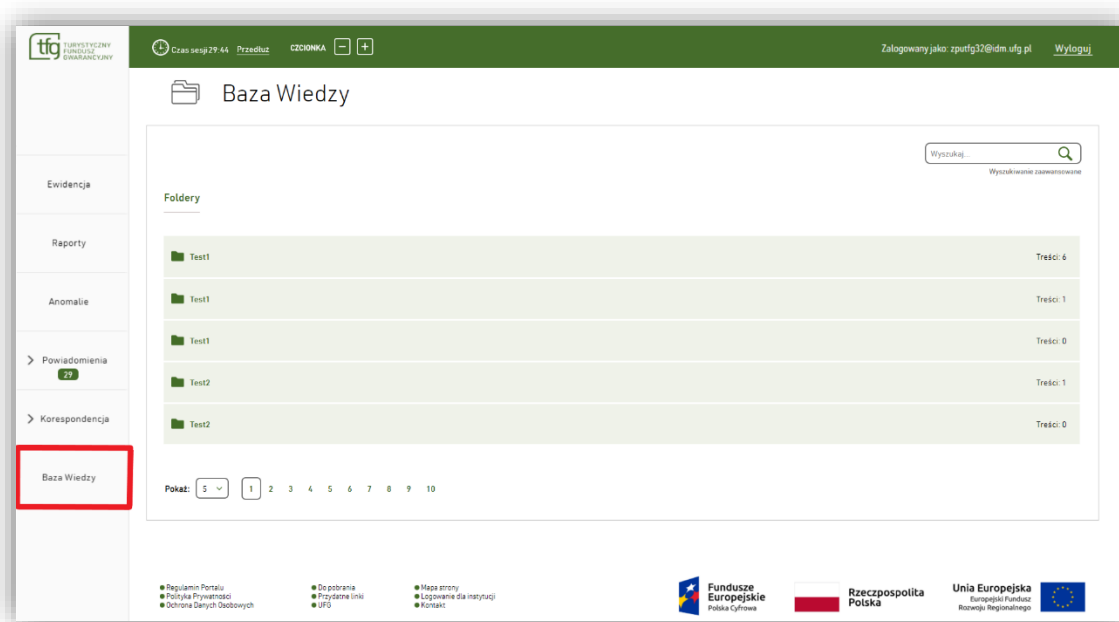 tfg TURYSTYCZNY
FUNDUSZ
GWARANCYJNY
Czas sesji 29:44 Przedłuż CZCIONKA − + Zalogowany jako: zputfg32@idm.ufg.pl Wyloguj
Baza Wiedzy
Wyszukaj...
Wyszukiwanie zaawansowane
Foldery
Test1 Treści: 6
Test1 Treści: 1
Test1 Treści: 0
Test2 Treści: 1
Test2 Treści: 0
Pokaż: 5 1 2 3 4 5 6 7 8 9 10
Ewidencja
Raporty
Anomalie
Powiadomienia
29
Korespondencja
Baza Wiedzy
Regulamin Portalu
Polityka Prywatności
Ochrona Danych Osobowych
Do pobrania
Przydatne linki
UFG
Mapa strony
Logowanie dla instytucji
Kontakt
Fundusze
Europejskie
Polska Cyfrowa
Rzeczpospolita
Polska
Unia Europejska
Europejski Fundusz
Rozwoju Regionalnego